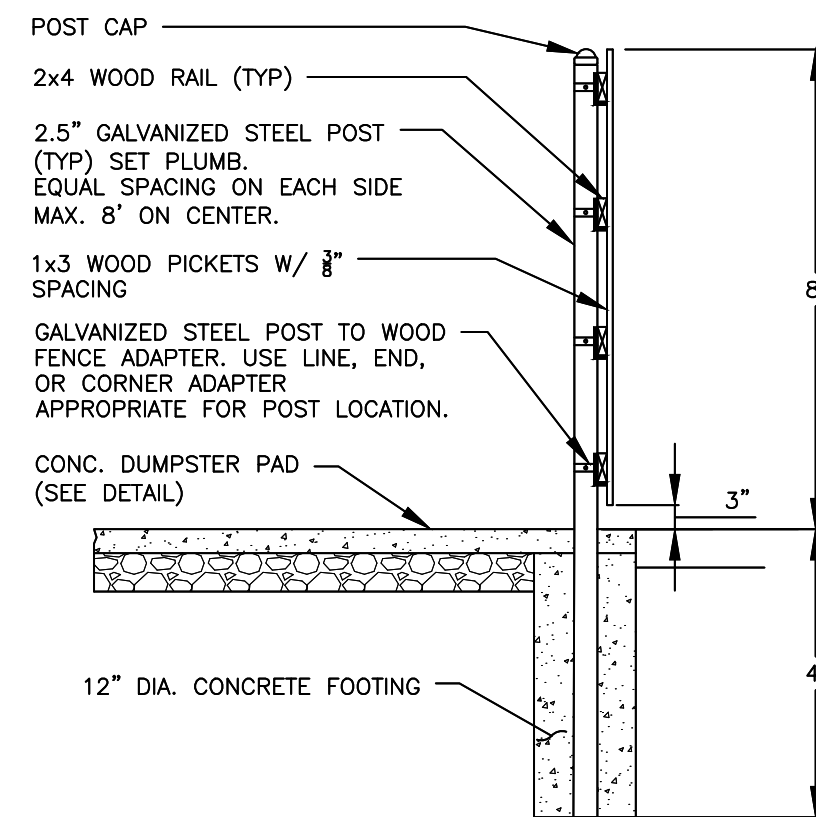 POST CAP
2x4 WOOD RAIL (TYP)
2.5" GALVANIZED STEEL POST
(TYP) SET PLUMB.
EQUAL SPACING ON EACH SIDE
MAX. 8' ON CENTER.
1x3 WOOD PICKETS W/ 3/8"
SPACING
GALVANIZED STEEL POST TO WOOD
FENCE ADAPTER. USE LINE, END,
OR CORNER ADAPTER
APPROPRIATE FOR POST LOCATION.
CONC. DUMPSTER PAD
(SEE DETAIL)
12" DIA. CONCRETE FOOTING
3"